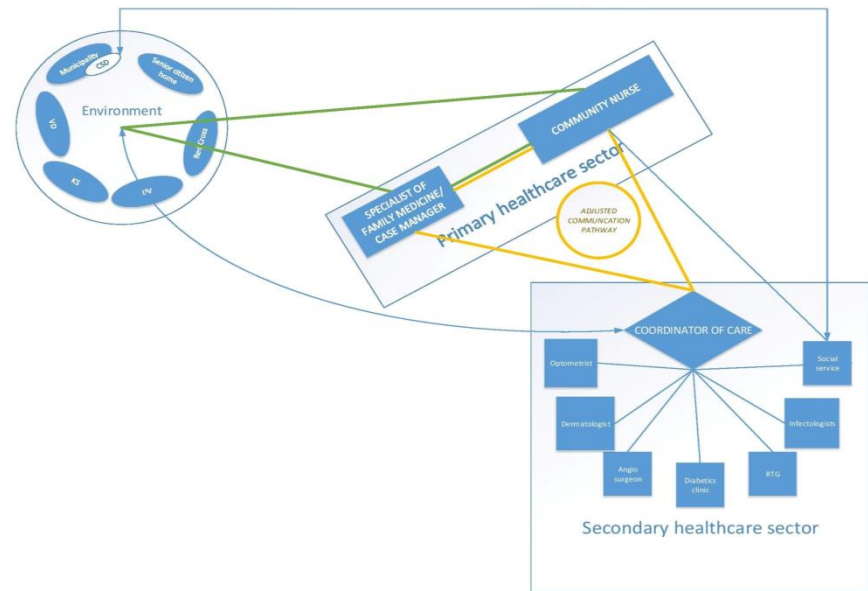 Municipality
CSD
Senior citizen
home
Environment
VD
Red Cross
KS
COMMUNITY NURSE
SPECIALIST OF
FAMILY MEDICINE/
CASE MANAGER
Primary healthcare sector
ADJUSTED
COMMUNCATION
PATHWAY
COORDINATOR OF CARE
Optometrist
Social
service
Dermatologist
Infectologists
Angio
surgeon
Diabetics
clinic
RTG
Secondary healthcare sector